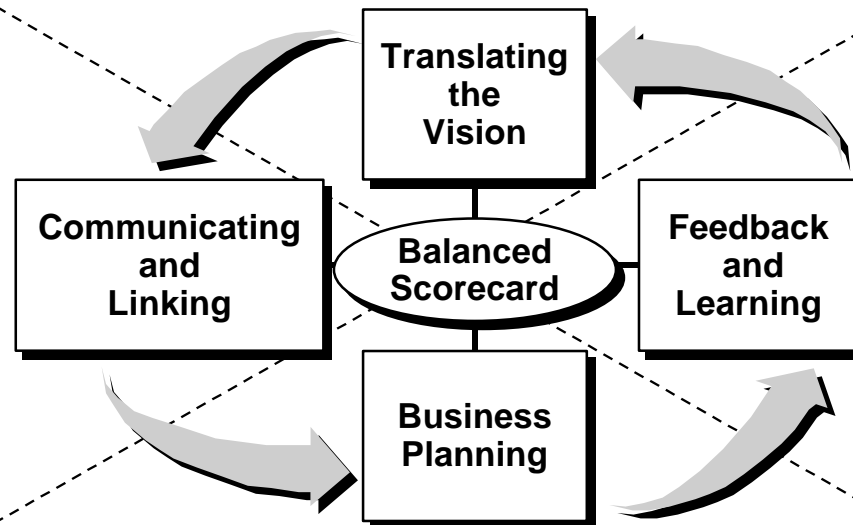 Translating
the
Vision
Communicating
and
Linking
Balanced
Scorecard
Feedback
and
Learning
Business
Planning